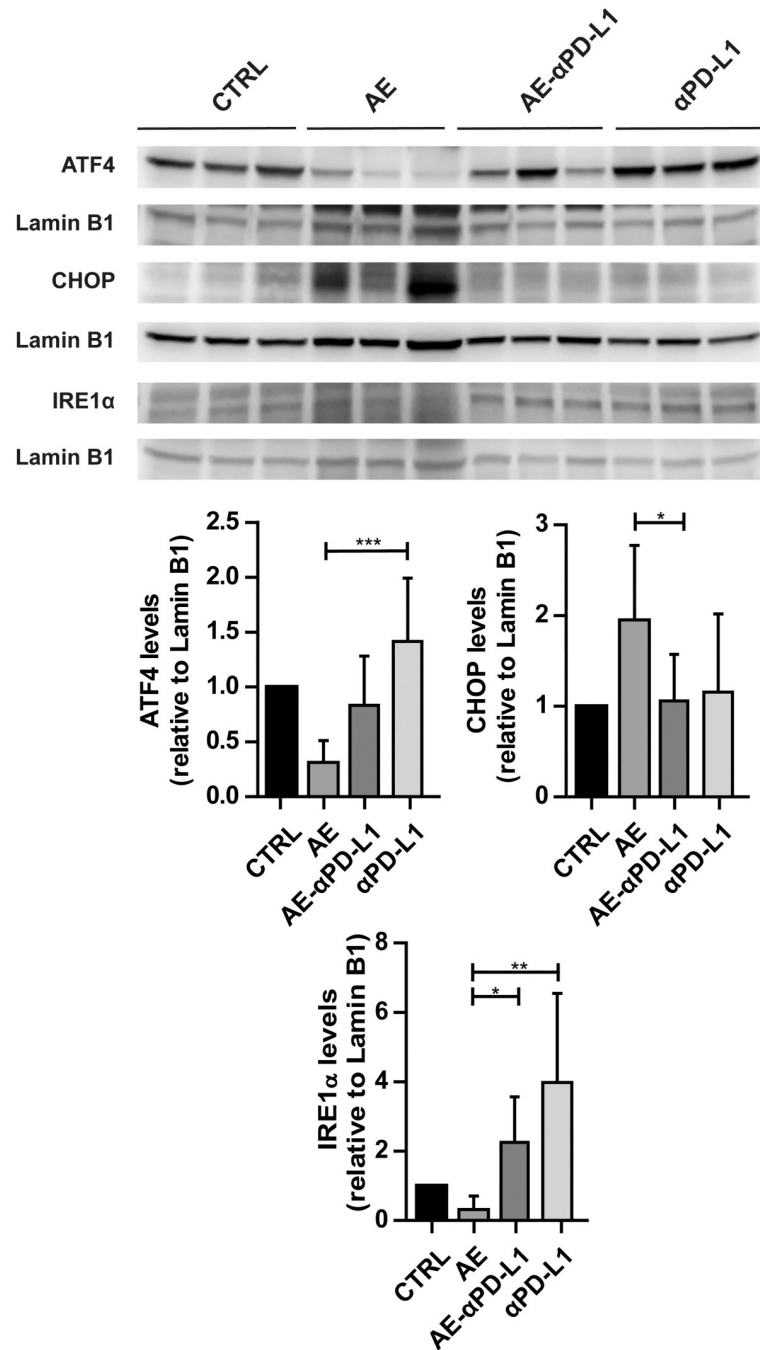 CTRL AE AE-αPD-L1 αPD-L1
ATF4
Lamin B1
CHOP
Lamin B1
IRE1α
Lamin B1
ATF4 levels
(relative to Lamin B1)
2.5
2.0
1.5
1.0
0.5
0.0
***
CTRL AE AE-αPD-L1 αPD-L1
CHOP levels
(relative to Lamin B1)
3
2
1
0
*
CTRL AE AE-αPD-L1 αPD-L1
IRE1α levels
(relative to Lamin B1)
8
6
4
2
0
**
*
CTRL AE AE-αPD-L1 αPD-L1